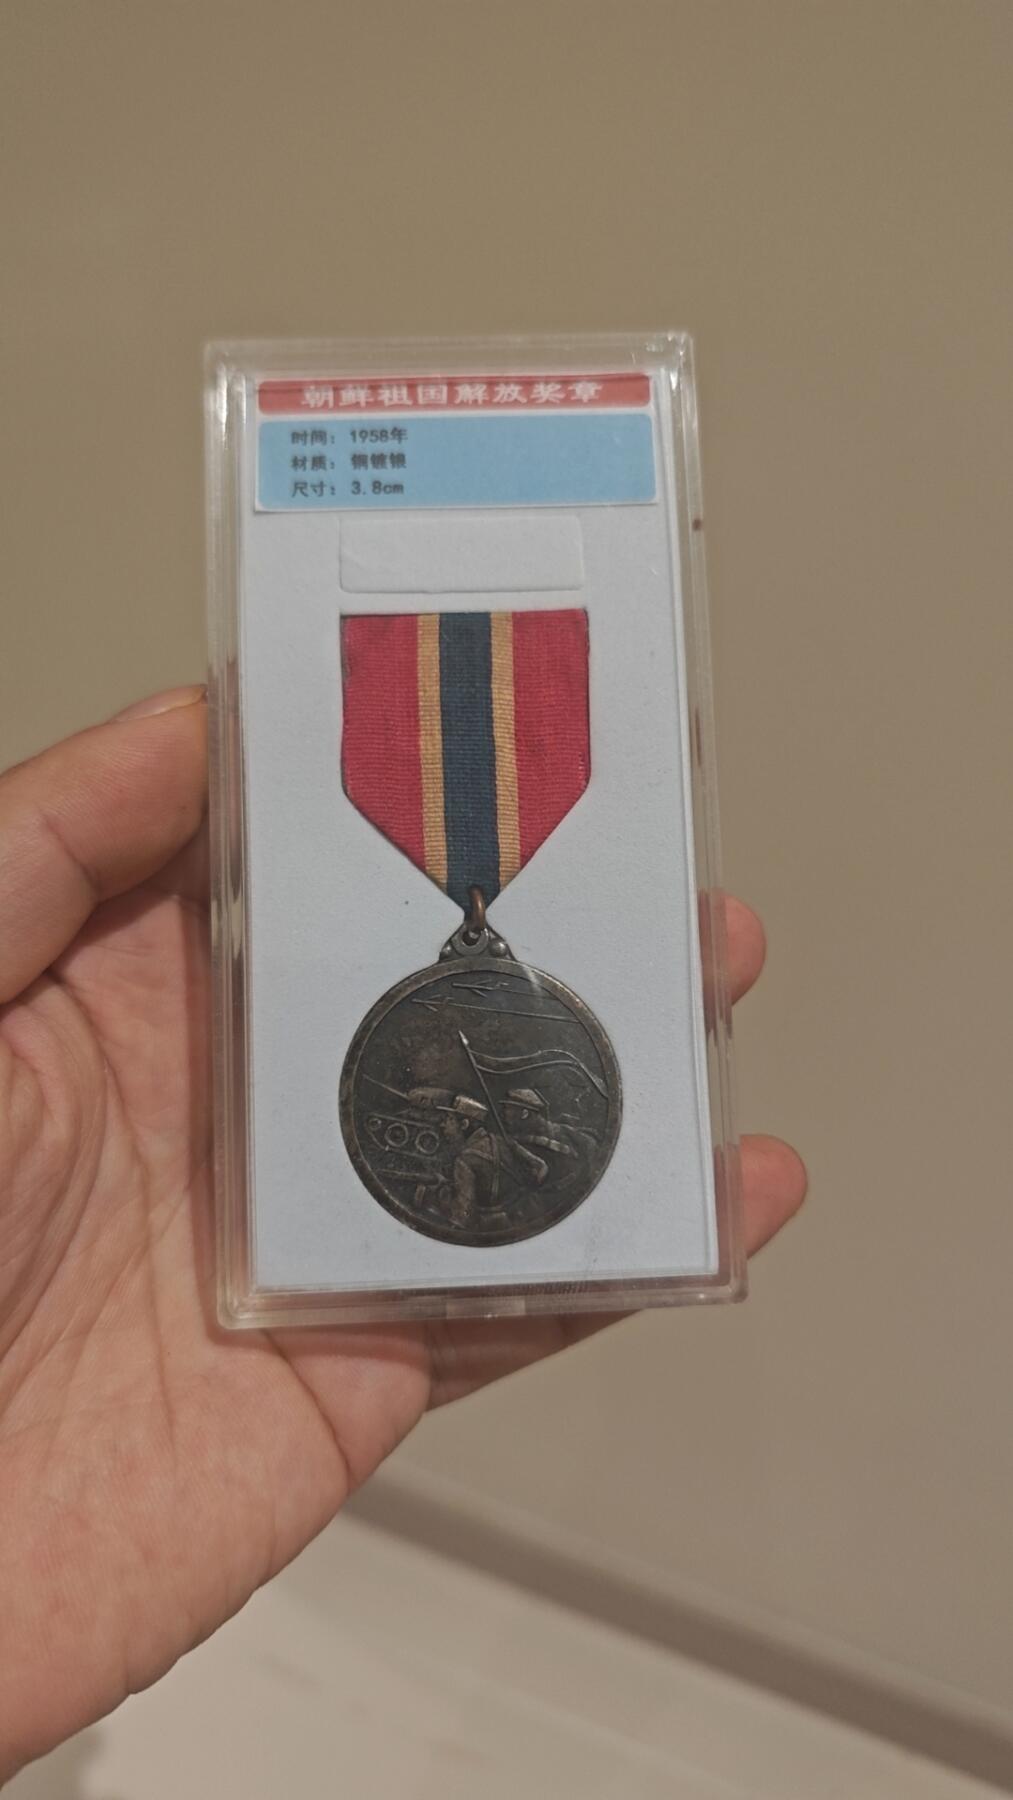 朝鲜祖国解放奖章
时间：1958年
材质：铜镀银
尺寸：3.8cm